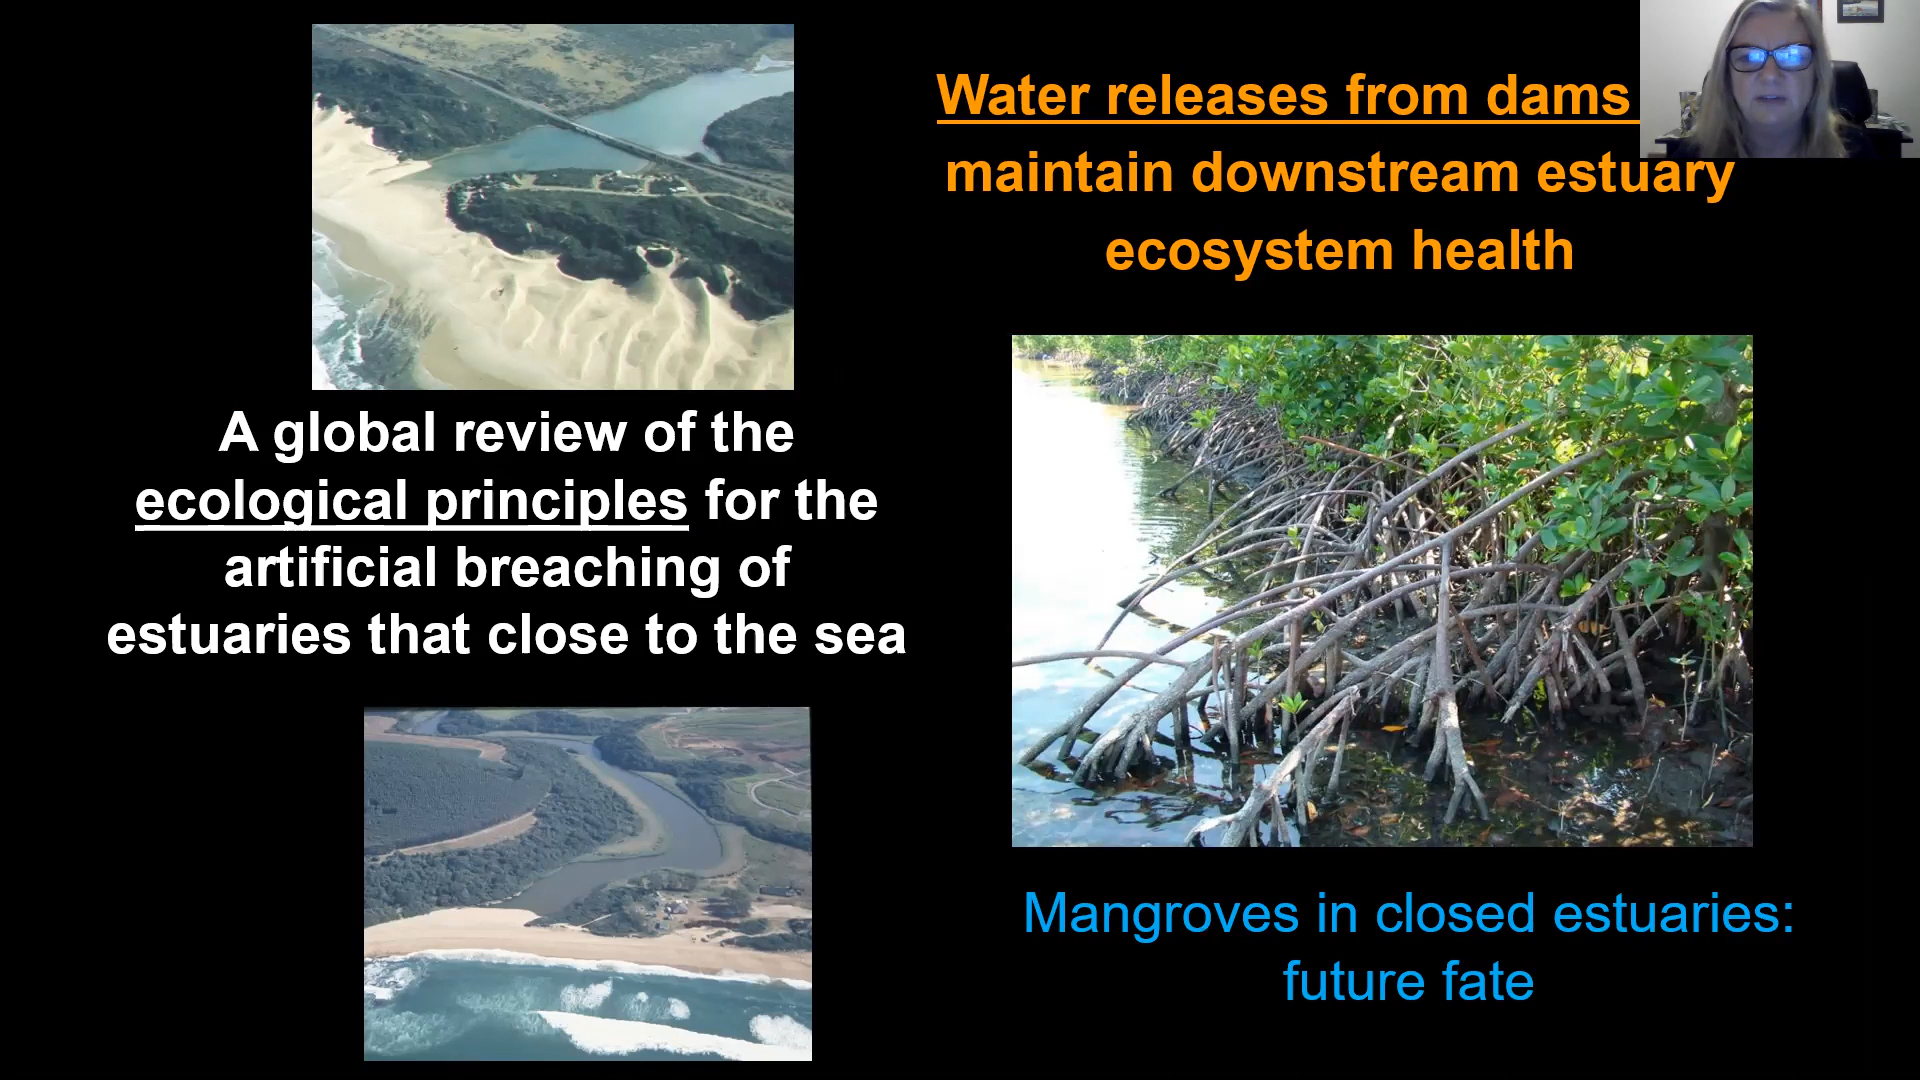 Water releases from dams
maintain downstream estuary
ecosystem health
A global review of the
ecological principles for the
artificial breaching of
estuaries that close to the sea
Mangroves in closed estuaries:
future fate